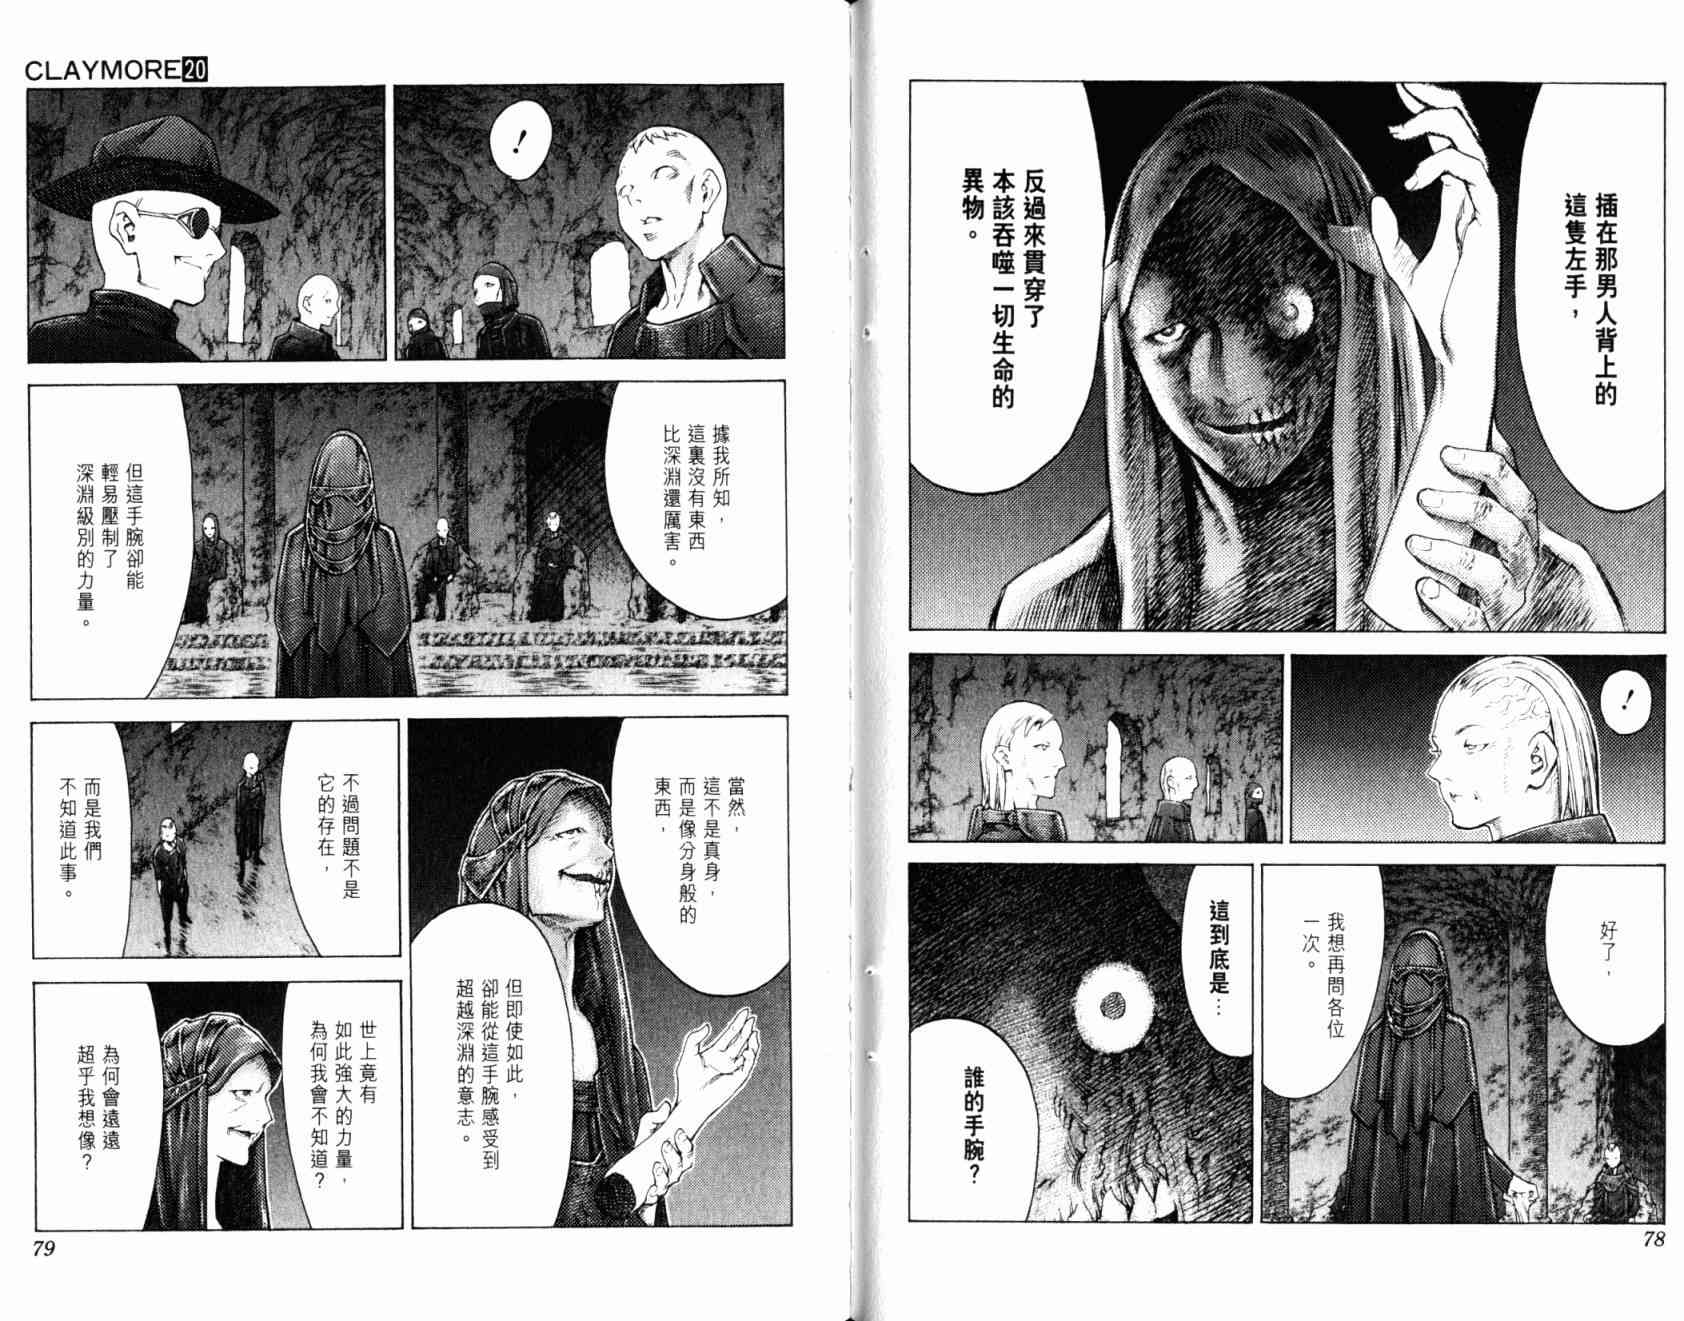 插在那男人背上的
這隻左手，
反過來貫穿了
本該吞噬一切生命的
異物。
！
好了，
我想再問各位
一次。
這到底是…
誰的手腕？
78
CLAYMORE 20
！
據我所知，
這裏沒有東西
比深淵還厲害。
但這手腕卻能
輕易壓制了
深淵級別的力量。
當然，
這不是真身，
而是像分身般的
東西，
但即使如此，
卻能從這手腕感受到
超越深淵的意志。
不過問題不是
它的存在，
而是我們
不知道此事。
世上竟有
如此強大的力量，
為何我會不知道？
為何會遠遠
超乎我想像？
79